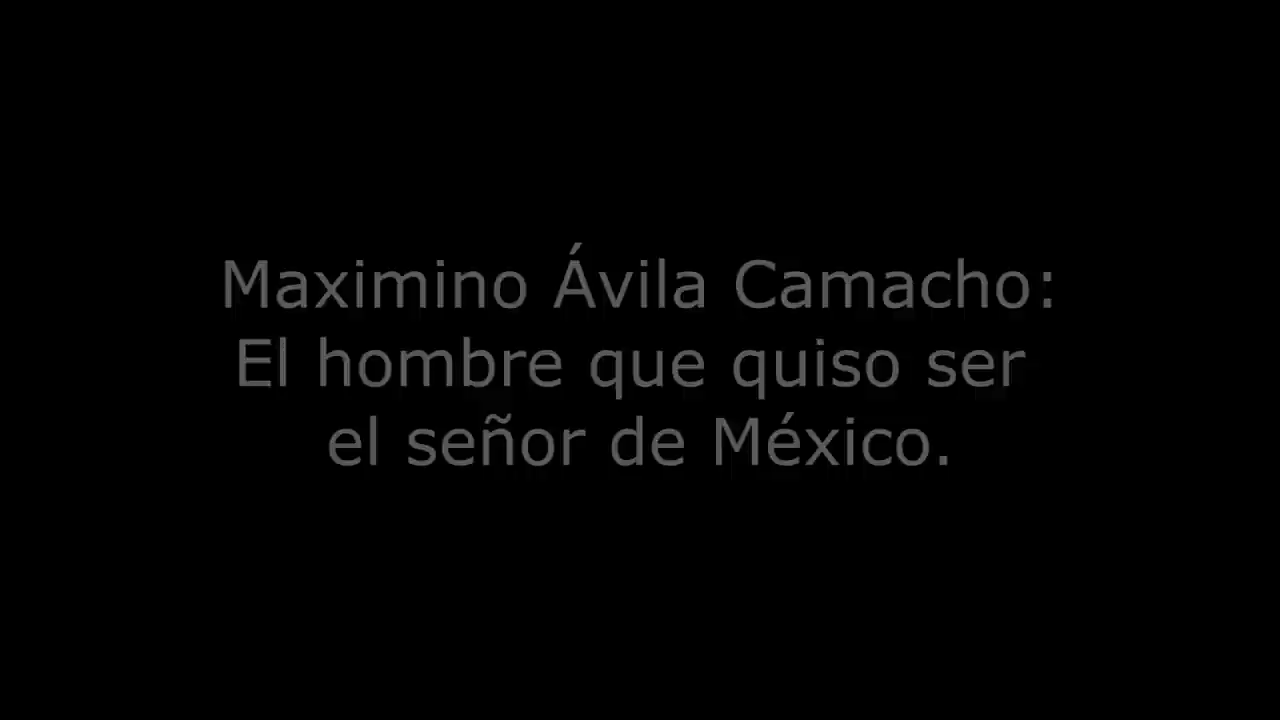 Maximino Ávila Camacho:
El hombre que quiso ser
el señor de México.